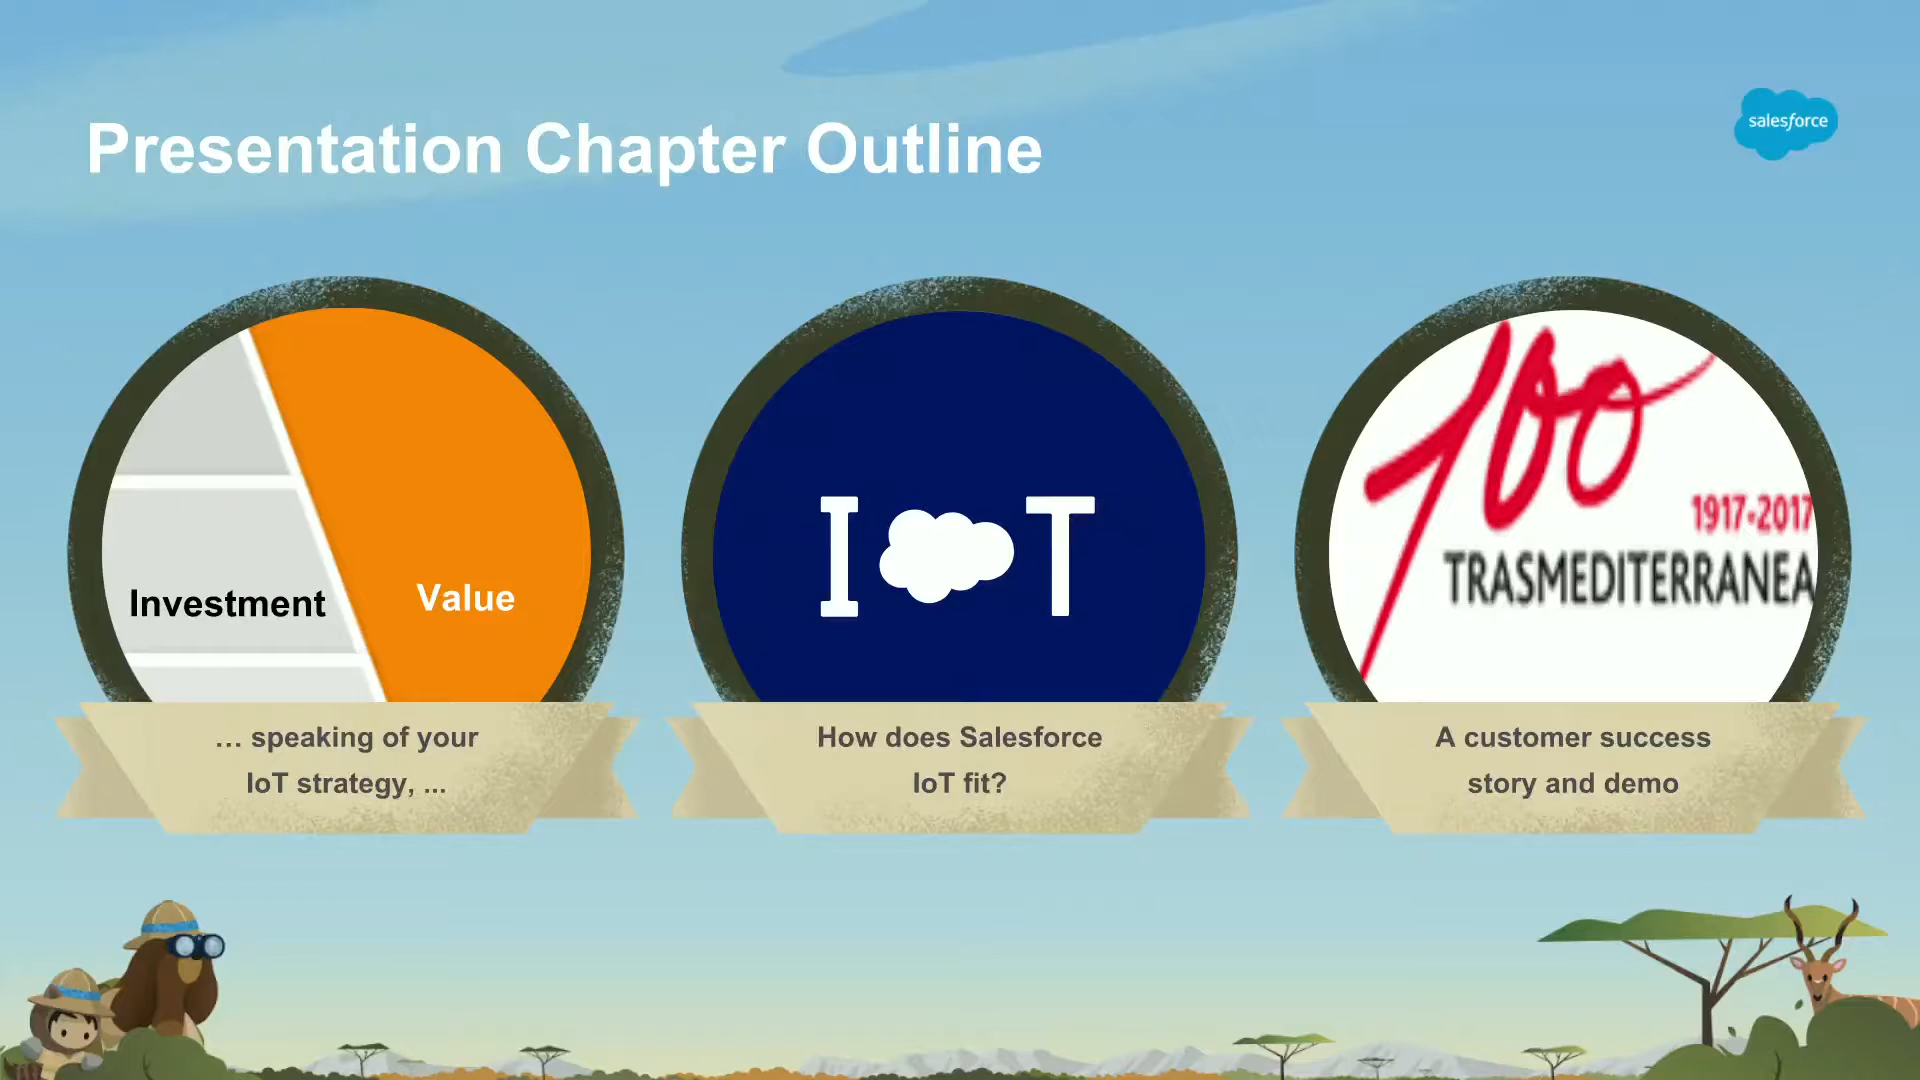 Presentation Chapter Outline
salesforce
Investment
Value
I T
100
1917-2017
TRASMEDITERRANEA
... speaking of your
IoT strategy, ...
How does Salesforce
IoT fit?
A customer success
story and demo